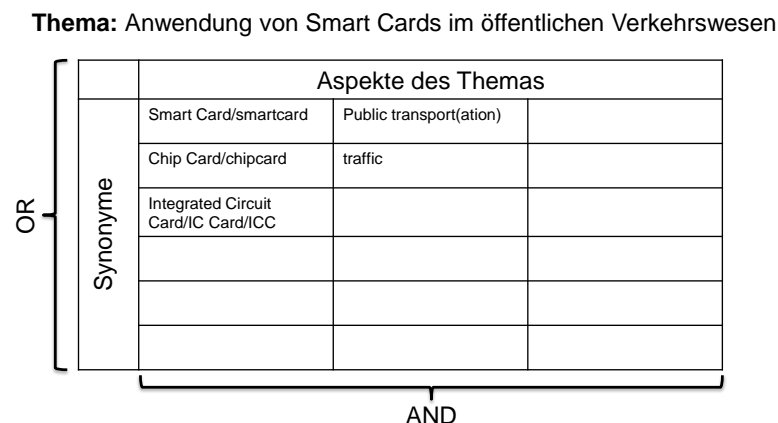 Thema: Anwendung von Smart Cards im öffentlichen Verkehrswesen
Aspekte des Themas
Synonyme
OR
Smart Card/smartcard
Public transport(ation)
Chip Card/chipcard
traffic
Integrated Circuit
Card/IC Card/ICC
AND